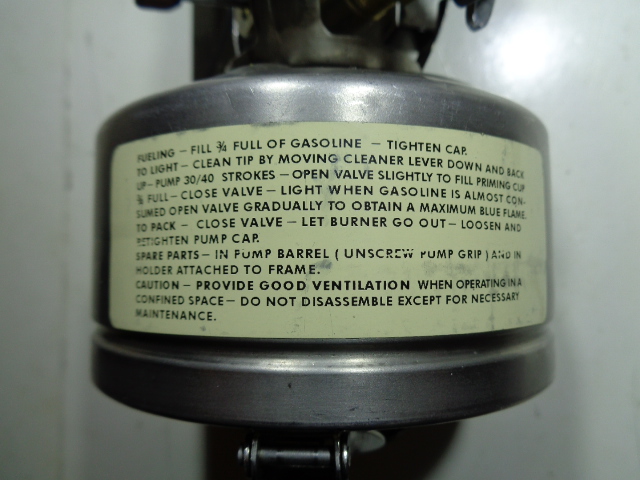 FUELING — FILL ¾ FULL OF GASOLINE — TIGHTEN CAP.
TO LIGHT — CLEAN TIP BY MOVING CLEANER LEVER DOWN AND BACK
UP — PUMP 30/40 STROKES — OPEN VALVE SLIGHTLY TO FILL PRIMING CUP
FULL — CLOSE VALVE — LIGHT WHEN GASOLINE IS ALMOST CON-
SUMED OPEN VALVE GRADUALLY TO OBTAIN A MAXIMUM BLUE FLAME.
TO PACK — CLOSE VALVE — LET BURNER GO OUT — LOOSEN AND
RETIGHTEN PUMP CAP.
SPARE PARTS — IN PUMP BARREL ( UNSCREW PUMP GRIP ) AND IN
HOLDER ATTACHED TO FRAME.
CAUTION — PROVIDE GOOD VENTILATION WHEN OPERATING IN A
CONFINED SPACE — DO NOT DISASSEMBLE EXCEPT FOR NECESSARY
MAINTENANCE.